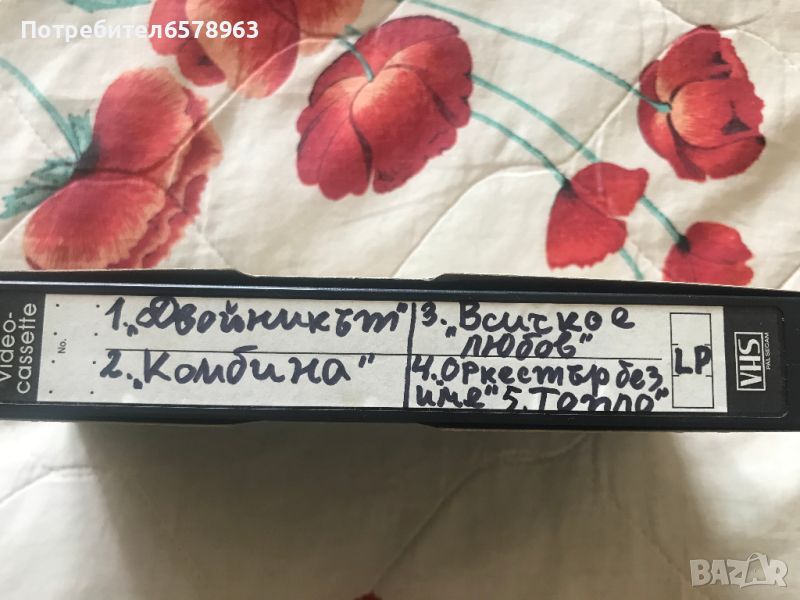 Потребител6578963
Video-
cassette
No.
1. „Двойникът"
2. „Комбина"
3. „Всичко е
любов"
4. „Оркестър без
име" 5. Топло"
LP
VHS
PAL SECAM
BAZAR